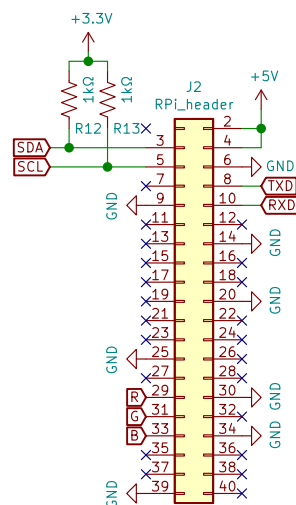 +3.3V
1kΩ
1kΩ
R12
R13
J2
RPi_header
+5V
SDA
SCL
TXD
RXD
R
G
B
2
3
4
5
6
GND
7
8
9
GND
10
11
12
13
14
GND
15
16
17
18
19
20
GND
21
22
23
24
25
GND
26
27
28
29
30
GND
31
32
33
34
GND
35
36
37
38
39
GND
40